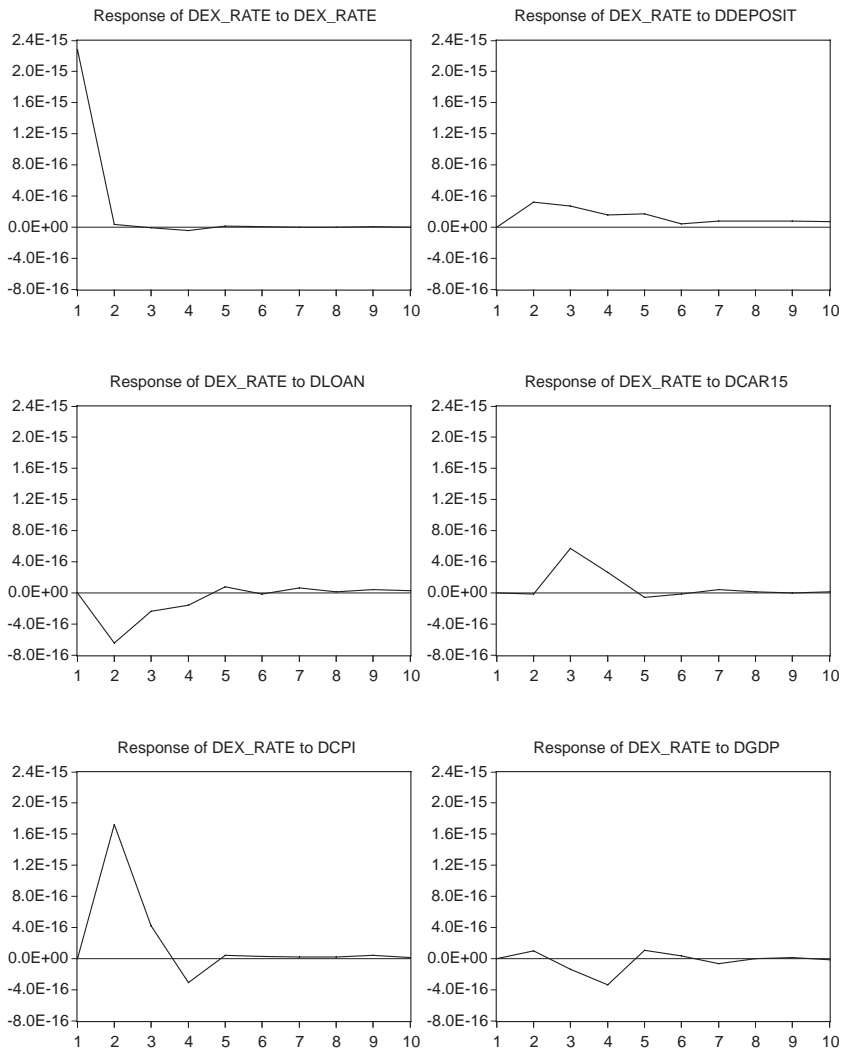 Response of DEX_RATE to DEX_RATE
2.4E-15
2.0E-15
1.6E-15
1.2E-15
8.0E-16
4.0E-16
0.0E+00
-4.0E-16
-8.0E-16
1 2 3 4 5 6 7 8 9 10
Response of DEX_RATE to DDEPOSIT
2.4E-15
2.0E-15
1.6E-15
1.2E-15
8.0E-16
4.0E-16
0.0E+00
-4.0E-16
-8.0E-16
1 2 3 4 5 6 7 8 9 10
Response of DEX_RATE to DLOAN
2.4E-15
2.0E-15
1.6E-15
1.2E-15
8.0E-16
4.0E-16
0.0E+00
-4.0E-16
-8.0E-16
1 2 3 4 5 6 7 8 9 10
Response of DEX_RATE to DCAR15
2.4E-15
2.0E-15
1.6E-15
1.2E-15
8.0E-16
4.0E-16
0.0E+00
-4.0E-16
-8.0E-16
1 2 3 4 5 6 7 8 9 10
Response of DEX_RATE to DCPI
2.4E-15
2.0E-15
1.6E-15
1.2E-15
8.0E-16
4.0E-16
0.0E+00
-4.0E-16
-8.0E-16
1 2 3 4 5 6 7 8 9 10
Response of DEX_RATE to DGDP
2.4E-15
2.0E-15
1.6E-15
1.2E-15
8.0E-16
4.0E-16
0.0E+00
-4.0E-16
-8.0E-16
1 2 3 4 5 6 7 8 9 10